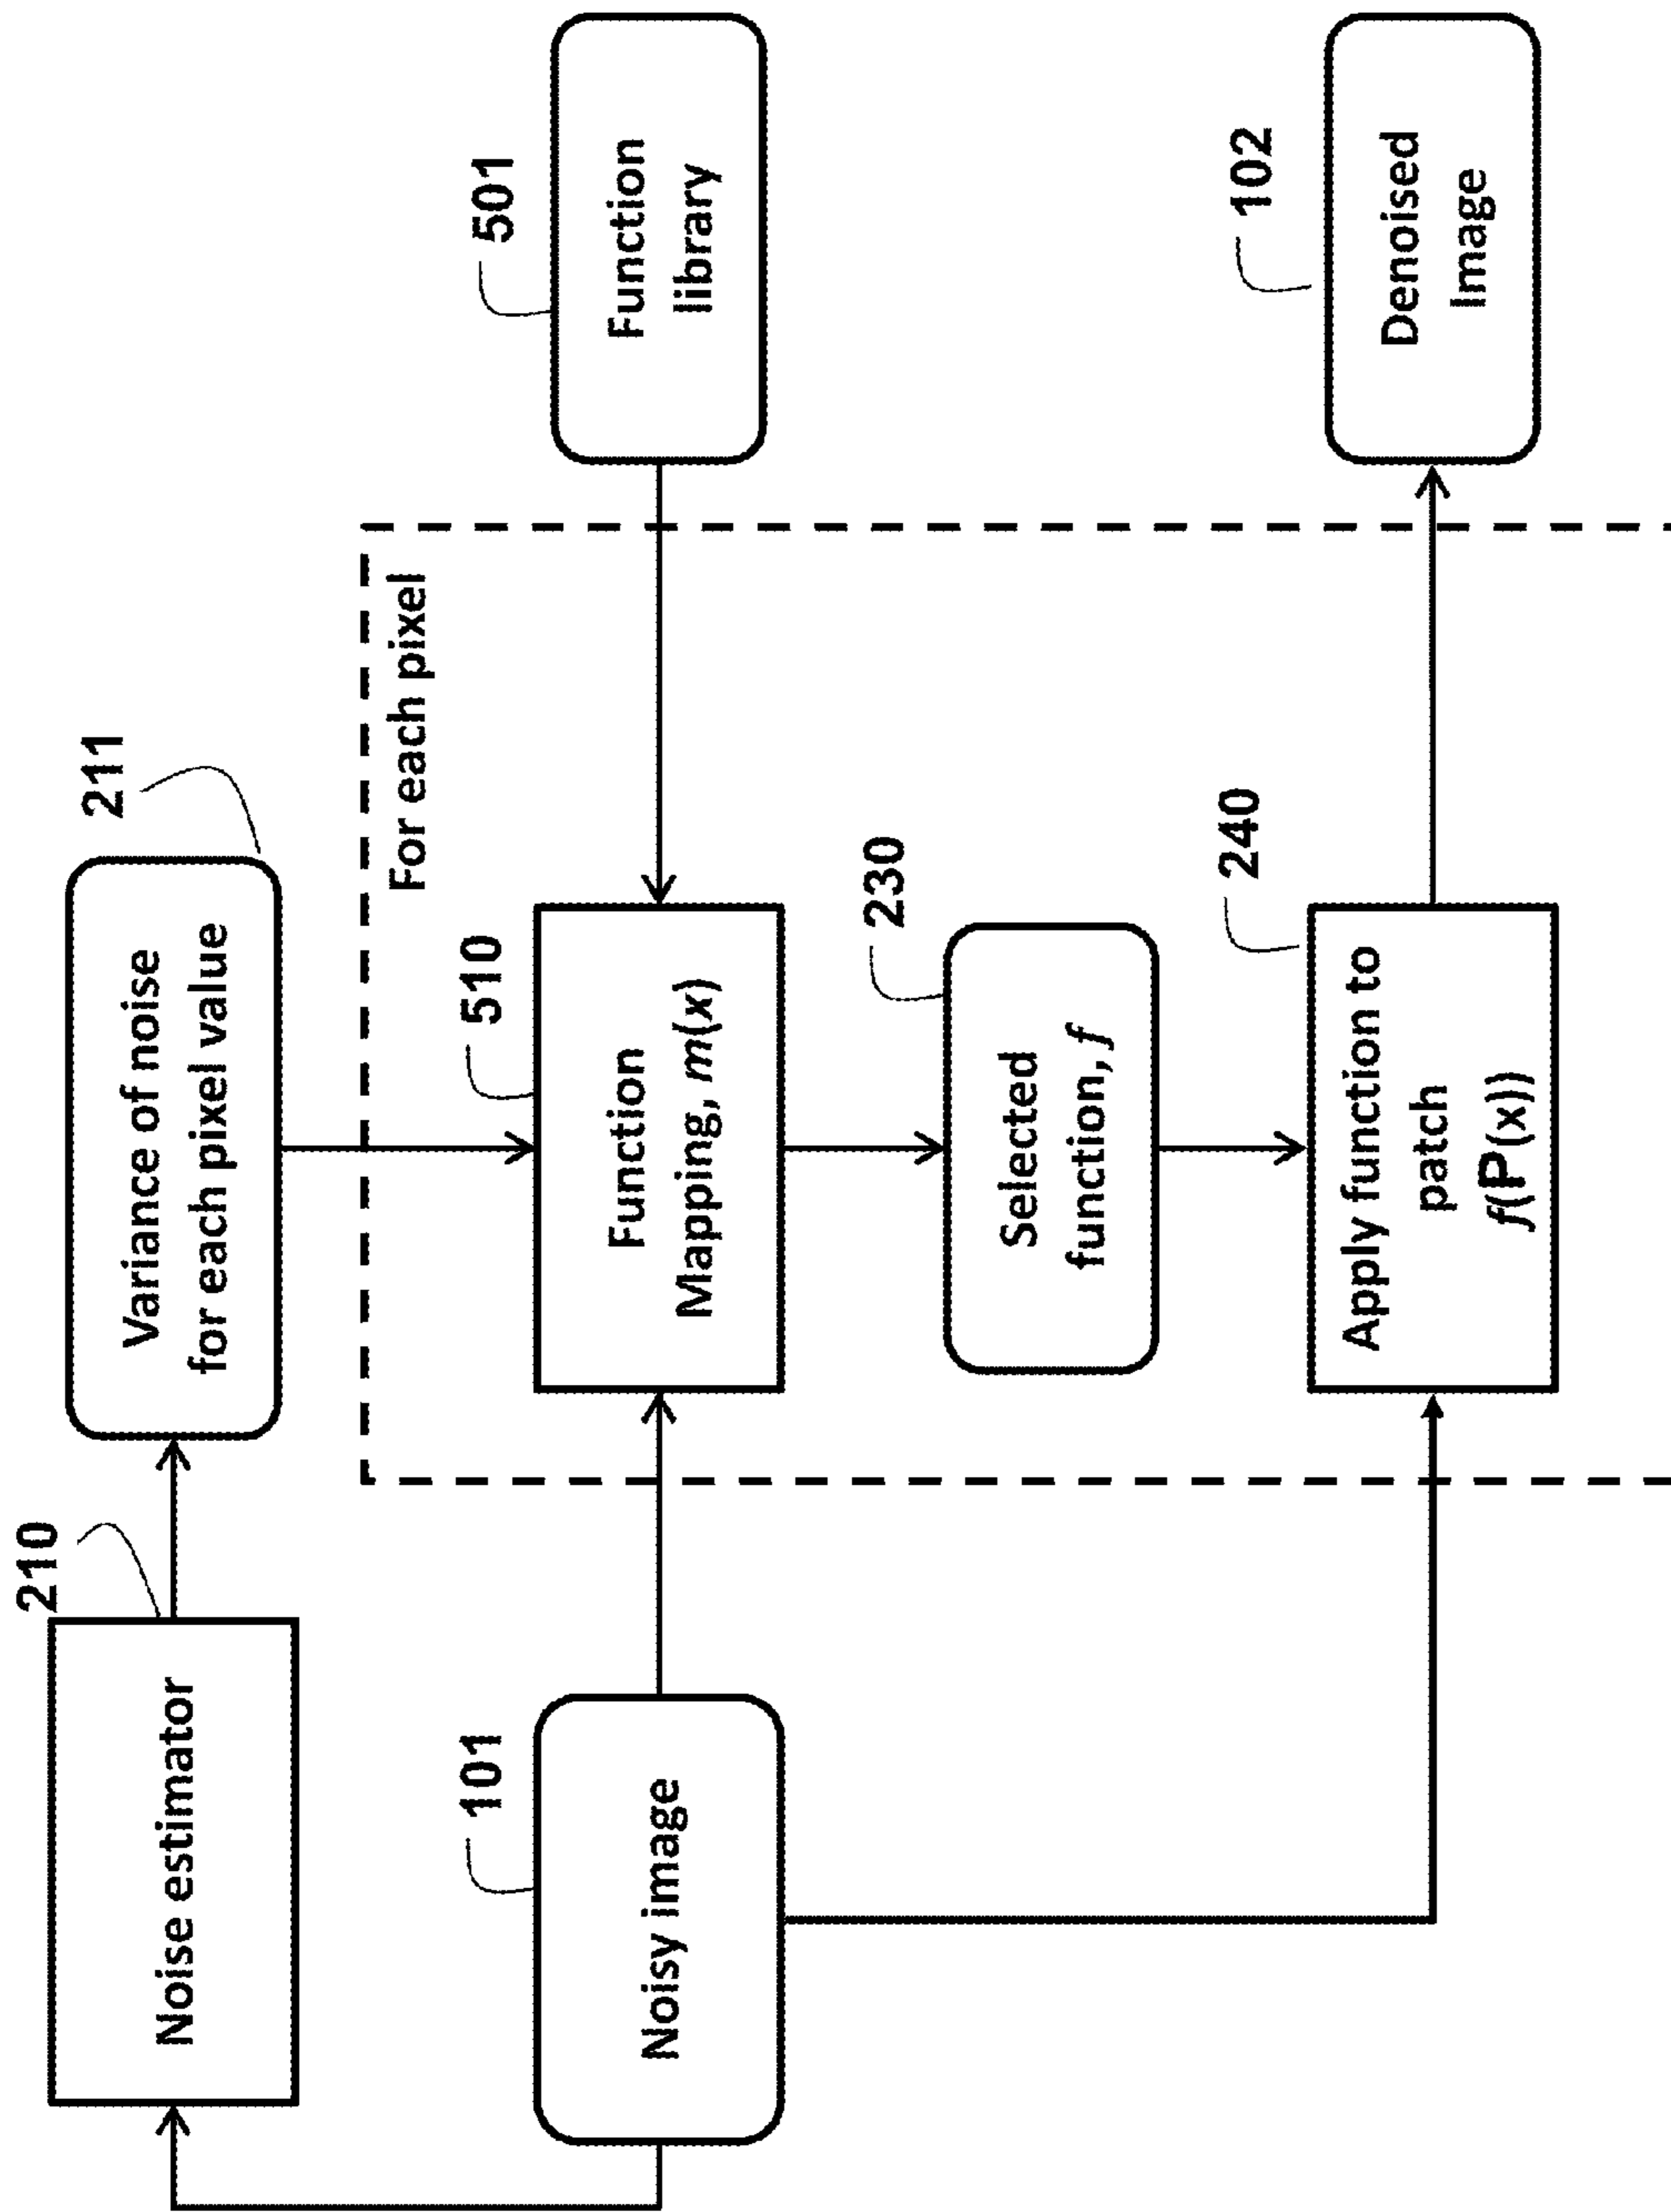 210
Noise estimator
211
Variance of noise
for each pixel value
For each pixel
101
Noisy image
510
Function
Mapping, m(x)
501
Function
library
230
Selected
function, f
240
Apply function to
patch
f(P(x))
102
Denoised
Image